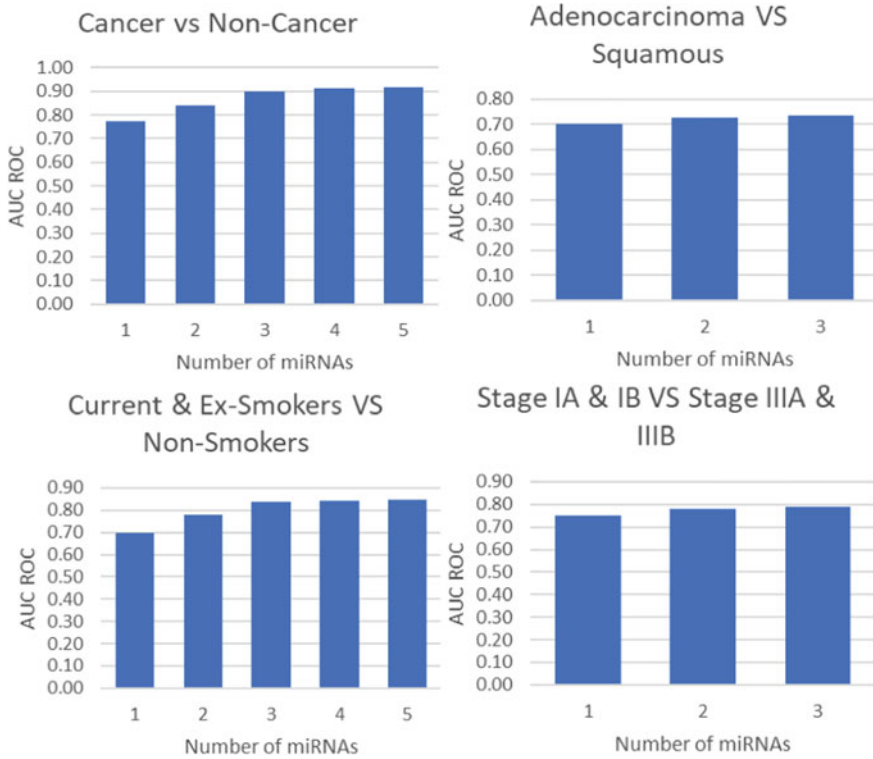 Cancer vs Non-Cancer
1.00
0.90
0.80
0.70
0.60
0.50
0.40
0.30
0.20
0.10
0.00
AUC ROC
1 2 3 4 5
Number of miRNAs
Adenocarcinoma VS
Squamous
0.80
0.70
0.60
0.50
0.40
0.30
0.20
0.10
0.00
AUC ROC
1 2 3
Number of miRNAs
Current & Ex-Smokers VS
Non-Smokers
0.90
0.80
0.70
0.60
0.50
0.40
0.30
0.20
0.10
0.00
AUC ROC
1 2 3 4 5
Number of miRNAs
Stage IA & IB VS Stage IIIA &
IIIB
0.90
0.80
0.70
0.60
0.50
0.40
0.30
0.20
0.10
0.00
AUC ROC
1 2 3
Number of miRNAs